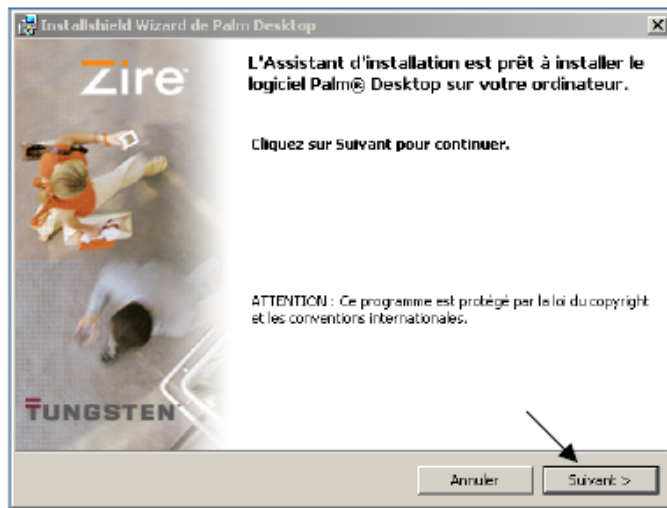 Installshield Wizard de Palm Desktop
Zire
L'Assistant d'installation est prêt à installer le
logiciel Palm® Desktop sur votre ordinateur.
Cliquez sur Suivant pour continuer.
ATTENTION : Ce programme est protégé par la loi du copyright
et les conventions internationales.
TUNGSTEN
Annuler
Suivant >